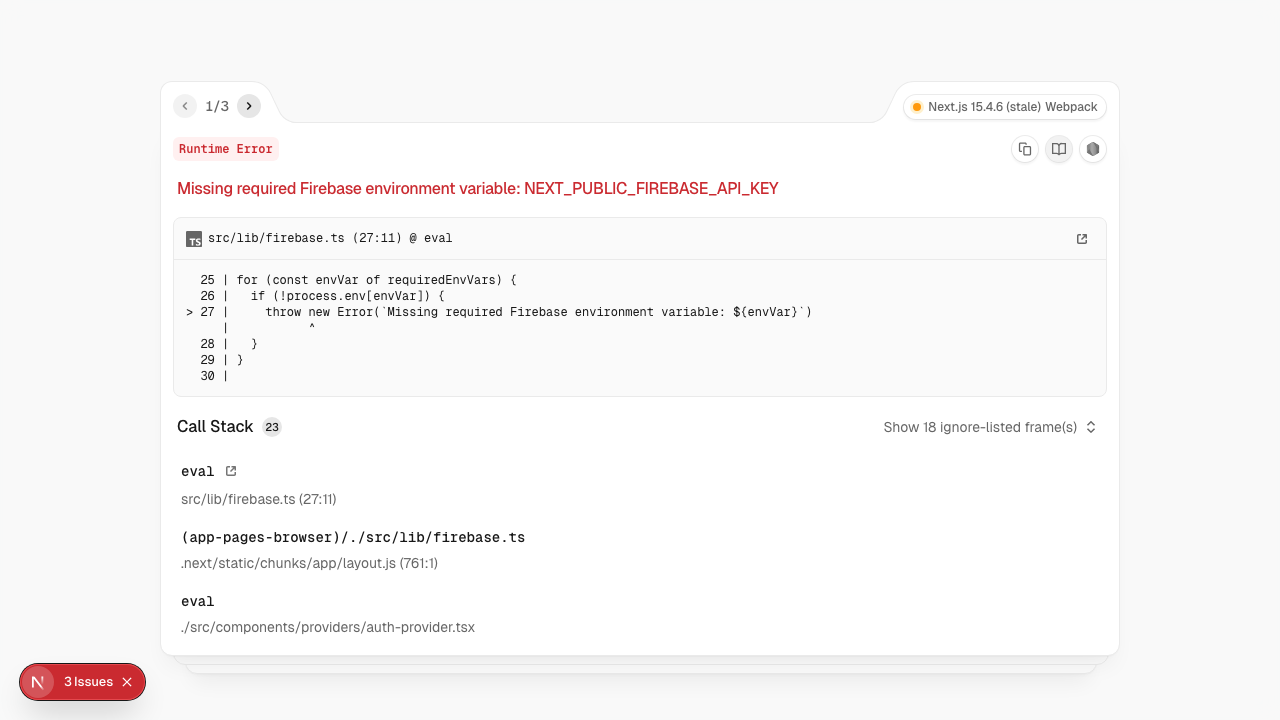 1/3
Next.js 15.4.6 (stale) Webpack
Runtime Error
Missing required Firebase environment variable: NEXT_PUBLIC_FIREBASE_API_KEY
TS src/lib/firebase.ts (27:11) @ eval
  25 | for (const envVar of requiredEnvVars) {
  26 |   if (!process.env[envVar]) {
> 27 |     throw new Error(`Missing required Firebase environment variable: ${envVar}`)
     |           ^
  28 |   }
  29 | }
  30 |
Call Stack 23
Show 18 ignore-listed frame(s)
eval
src/lib/firebase.ts (27:11)
(app-pages-browser)/./src/lib/firebase.ts
.next/static/chunks/app/layout.js (761:1)
eval
./src/components/providers/auth-provider.tsx
N 3 Issues